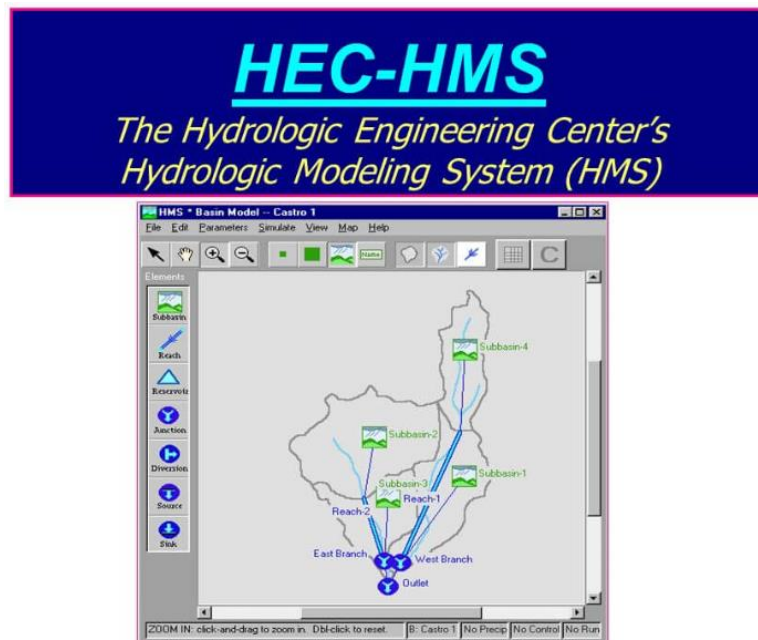 HEC-HMS
The Hydrologic Engineering Center's
Hydrologic Modeling System (HMS)
HMS * Basin Model -- Castro 1
File Edit Parameters Simulate View Map Help
Name
C
Elements
Subbasin
Reach
Reservoir
Junction
Diversion
Source
Sink
Subbasin-4
Subbasin-2
Subbasin-1
Subbasin-3
Reach-1
Reach-2
East Branch
West Branch
Outlet
ZOOM IN: click-and-drag to zoom in. Dbl-click to reset. B: Castro 1 No Precip No Control No Run